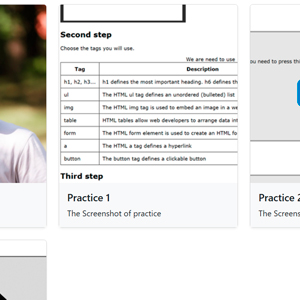 Second step
Choose the tags you will use.
We are need to use
Tag Description
h1, h2, h3... h1 defines the most important heading. h6 defines th
ul The HTML ul tag defines an unordered (bulleted) list
img The HTML img tag is used to embed an image in a we
table HTML tables allow web developers to arrange data int
form The HTML form element is used to create an HTML fo
a The HTML a tag defines a hyperlink
button The button tag defines a clickable button
Third step
Practice 1
The Screenshot of practice
ou need to press thi
Practice 2
The Screens